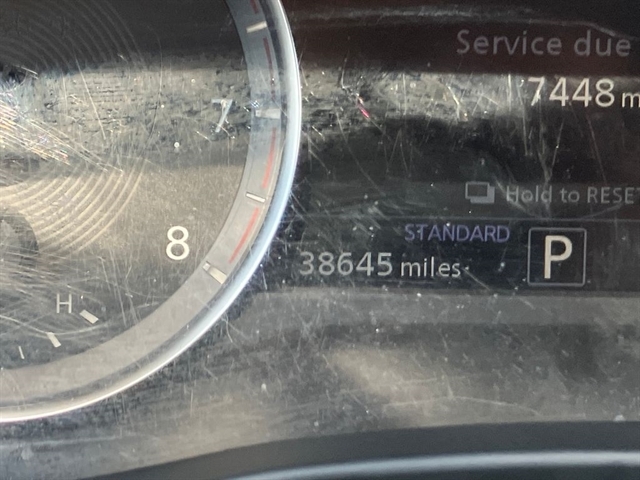 Service due
7448 m
7
Hold to RESE
STANDARD
P
8
38645 miles
H